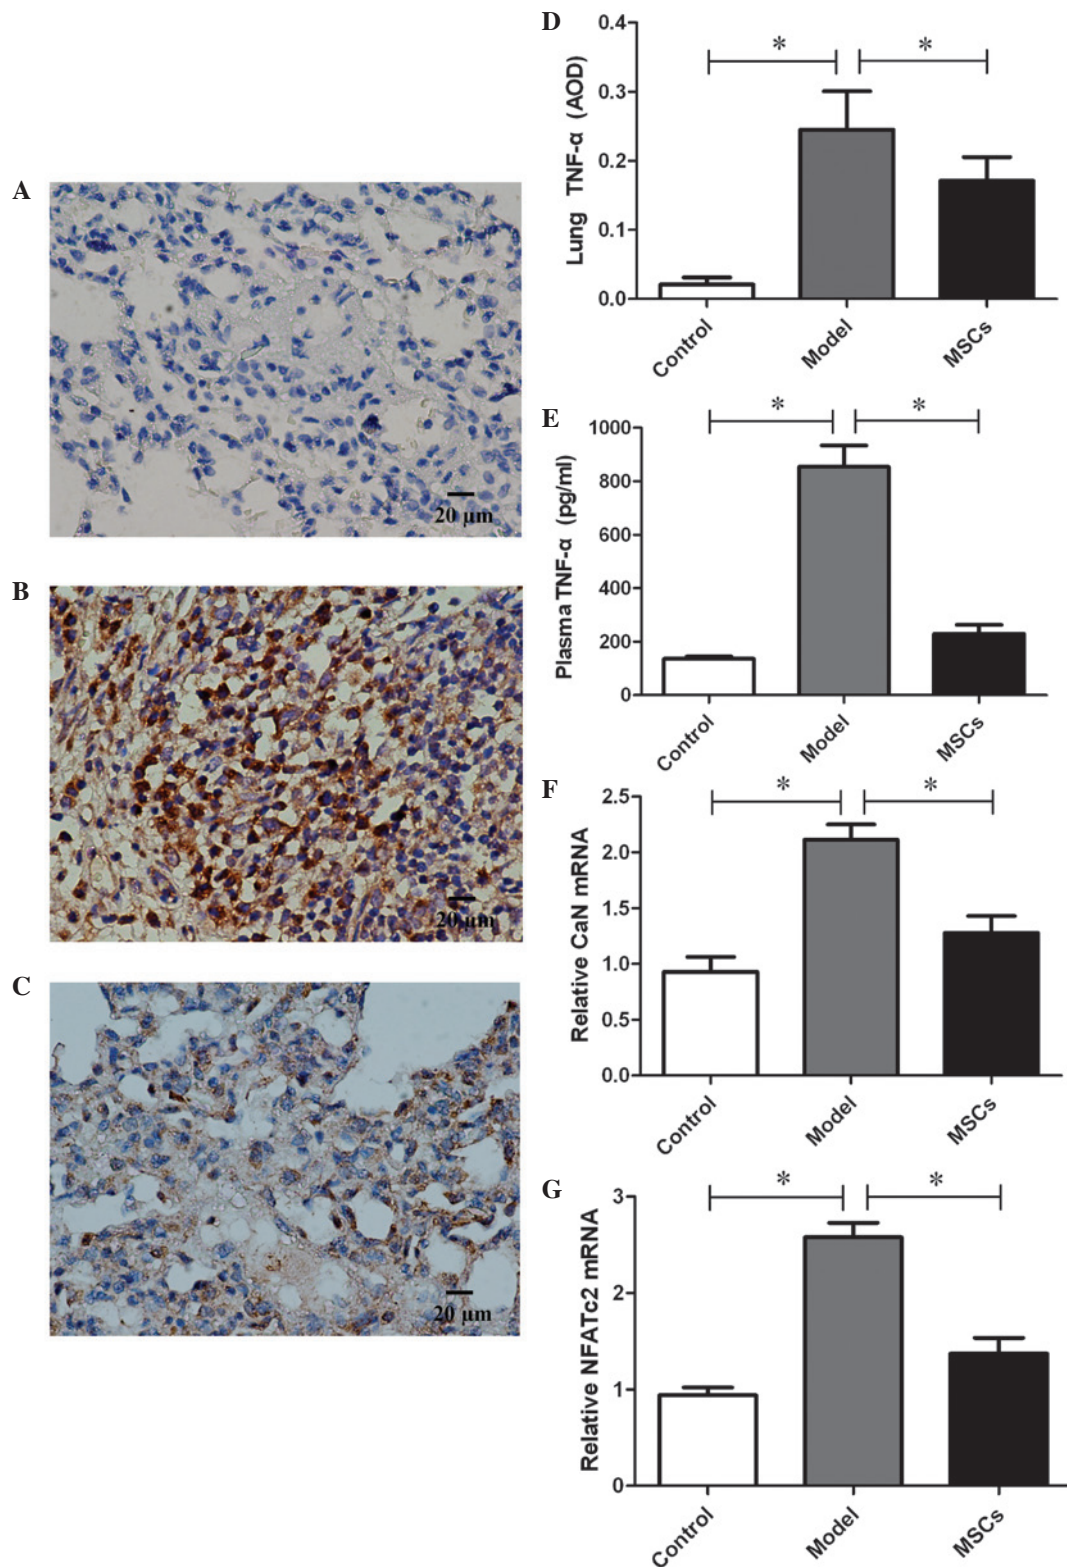 A
20 µm
B
20 µm
C
20 µm
D
Lung TNF-α (AOD)
0.4
0.3
0.2
0.1
0.0
*
*
Control
Model
MSCs
E
Plasma TNF-α (pg/ml)
1000
800
600
400
200
0
*
*
Control
Model
MSCs
F
Relative CaN mRNA
2.5
2.0
1.5
1.0
0.5
0.0
*
*
Control
Model
MSCs
G
Relative NFATc2 mRNA
3
2
1
0
*
*
Control
Model
MSCs